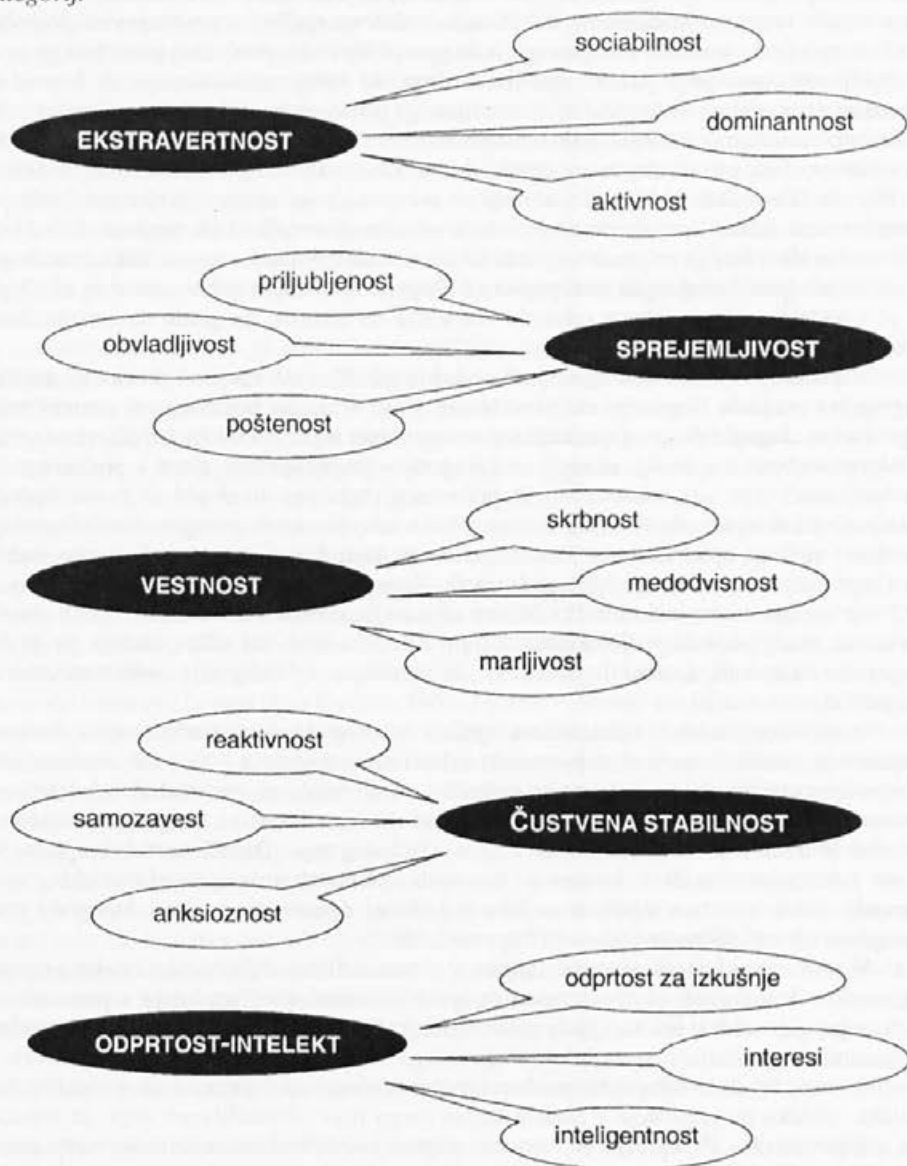 sociabilnost
EKSTRAVERTNOST
dominantnost
aktivnost
priljubljenost
obvladljivost
SPREJEMLJIVOST
poštenost
skrbnost
VESTNOST
medodvisnost
marljivost
reaktivnost
samozavest
ČUSTVENA STABILNOST
anksioznost
odprtost za izkušnje
ODPRTOST-INTELEKT
interesi
inteligentnost